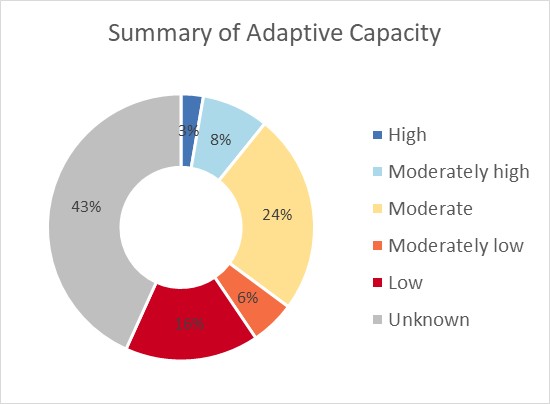 Summary of Adaptive Capacity
3%
8%
24%
6%
16%
43%
High
Moderately high
Moderate
Moderately low
Low
Unknown